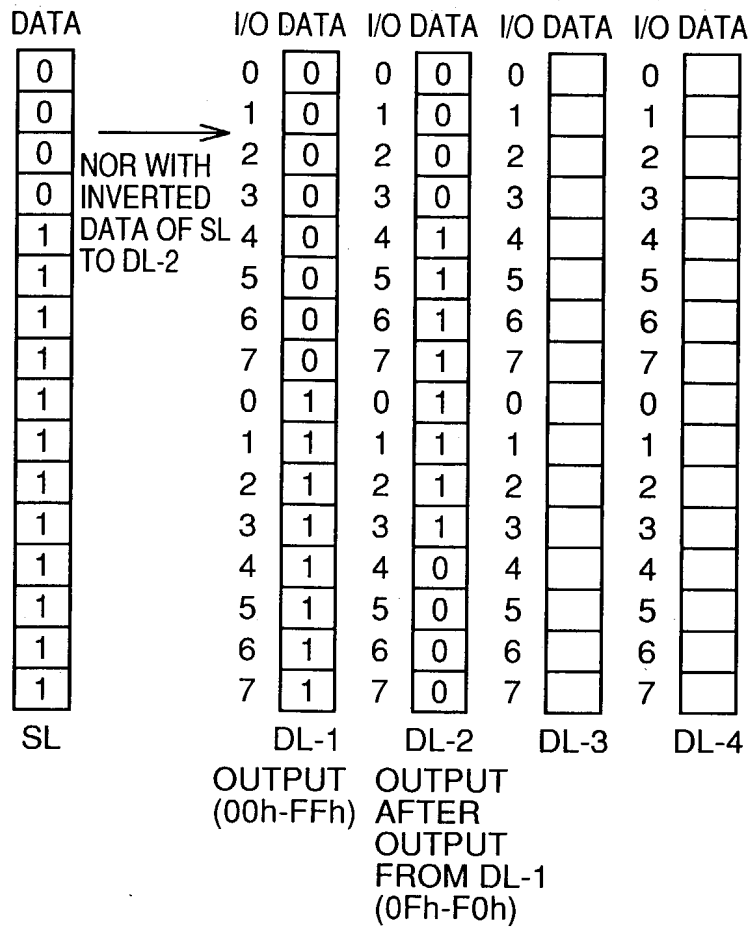 DATA I/O DATA I/O DATA I/O DATA I/O DATA
0 0 0 0 0 0 0
0 1 0 1 0 1 1
0 2 0 2 0 2 2
0 3 0 3 0 3 3
1 4 0 4 1 4 4
1 5 0 5 1 5 5
1 6 0 6 1 6 6
1 7 0 7 1 7 7
1 0 1 0 1 0 0
1 1 1 1 1 1 1
1 2 1 2 1 2 2
1 3 1 3 1 3 3
1 4 1 4 0 4 4
1 5 1 5 0 5 5
1 6 1 6 0 6 6
1 7 1 7 0 7 7
NOR WITH
INVERTED
DATA OF SL
TO DL-2
SL DL-1 DL-2 DL-3 DL-4
OUTPUT
(00h-FFh)
OUTPUT
AFTER
OUTPUT
FROM DL-1
(0Fh-F0h)